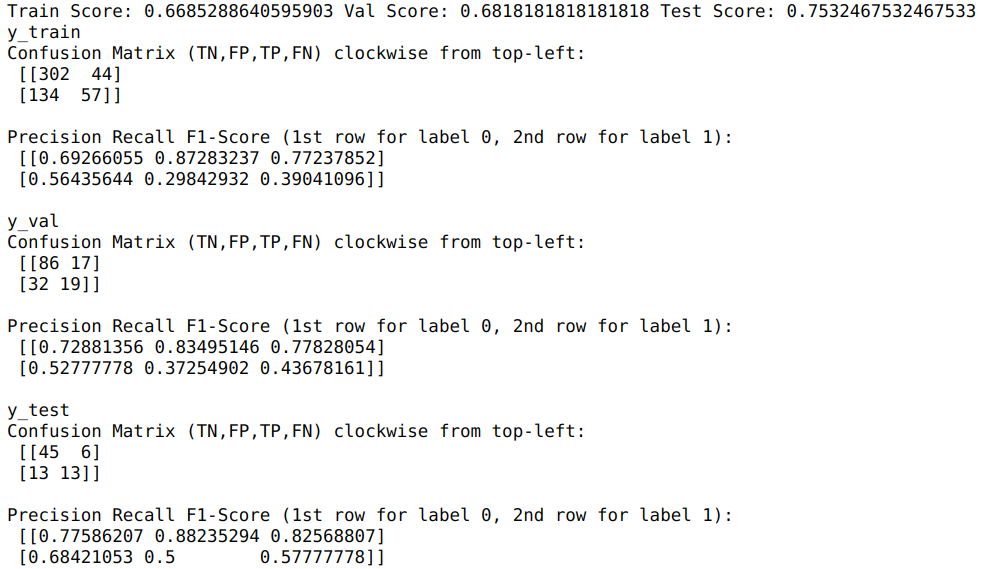 Train Score: 0.6685288640595903 Val Score: 0.6818181818181818 Test Score: 0.7532467532467533
y_train
Confusion Matrix (TN,FP,TP,FN) clockwise from top-left:
 [[302  44]
 [134  57]]

Precision Recall F1-Score (1st row for label 0, 2nd row for label 1):
 [[0.69266055 0.87283237 0.77237852]
 [0.56435644 0.29842932 0.39041096]]

y_val
Confusion Matrix (TN,FP,TP,FN) clockwise from top-left:
 [[86 17]
 [32 19]]

Precision Recall F1-Score (1st row for label 0, 2nd row for label 1):
 [[0.72881356 0.83495146 0.77828054]
 [0.52777778 0.37254902 0.43678161]]

y_test
Confusion Matrix (TN,FP,TP,FN) clockwise from top-left:
 [[45  6]
 [13 13]]

Precision Recall F1-Score (1st row for label 0, 2nd row for label 1):
 [[0.77586207 0.88235294 0.82568807]
 [0.68421053 0.5        0.57777778]]